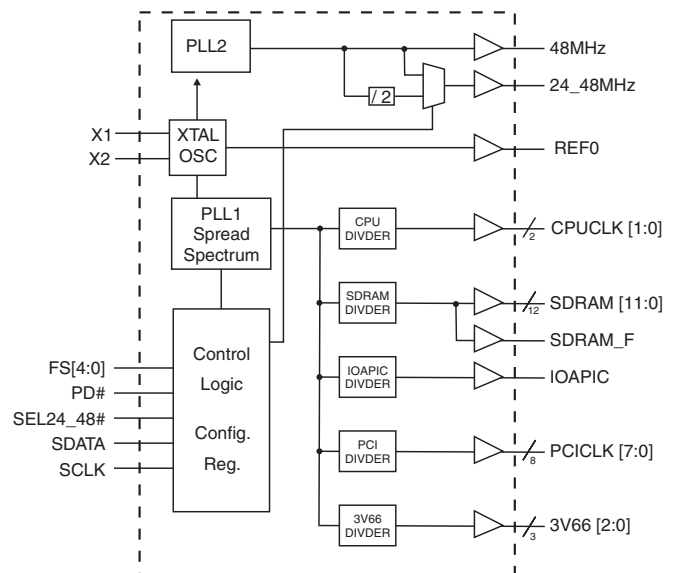 PLL2
48MHz
/ 2
24_48MHz
X1
X2
XTAL
OSC
REF0
PLL1
Spread
Spectrum
CPU
DIVDER
2
CPUCLK [1:0]
SDRAM
DIVDER
12
SDRAM [11:0]
SDRAM_F
Control
Logic
Config.
Reg.
FS[4:0]
PD#
SEL24_48#
SDATA
SCLK
IOAPIC
DIVDER
IOAPIC
PCI
DIVDER
8
PCICLK [7:0]
3V66
DIVDER
3
3V66 [2:0]